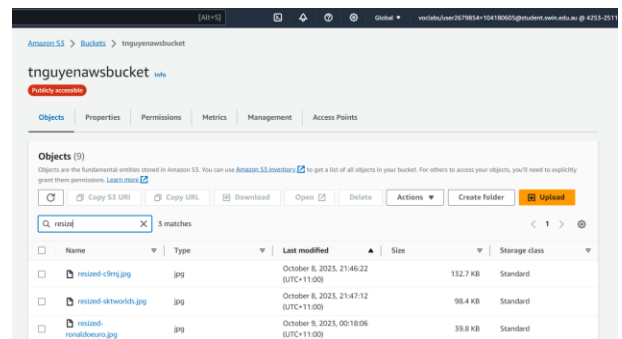 [Alt+S] Global ▼ voclabs/user2679854=104180605@student.swin.edu.au @ 4253-2511
Amazon S3 > Buckets > tnguyenawsbucket
tnguyenawsbucket Info
Publicly accessible
Objects Properties Permissions Metrics Management Access Points
Objects (9)
Objects are the fundamental entities stored in Amazon S3. You can use Amazon S3 inventory to get a list of all objects in your bucket. For others to access your objects, you'll need to explicitly
grant them permissions. Learn more
Copy S3 URI Copy URL Download Open Delete Actions ▼ Create folder Upload
resize X 3 matches < 1 >
Name Type Last modified ▲ Size Storage class
resized-c9mj.jpg jpg October 8, 2023, 21:46:22 (UTC+11:00) 132.7 KB Standard
resized-sktworlds.jpg jpg October 8, 2023, 21:47:12 (UTC+11:00) 98.4 KB Standard
resized-ronaldoeuro.jpg jpg October 9, 2023, 00:18:06 (UTC+11:00) 39.8 KB Standard